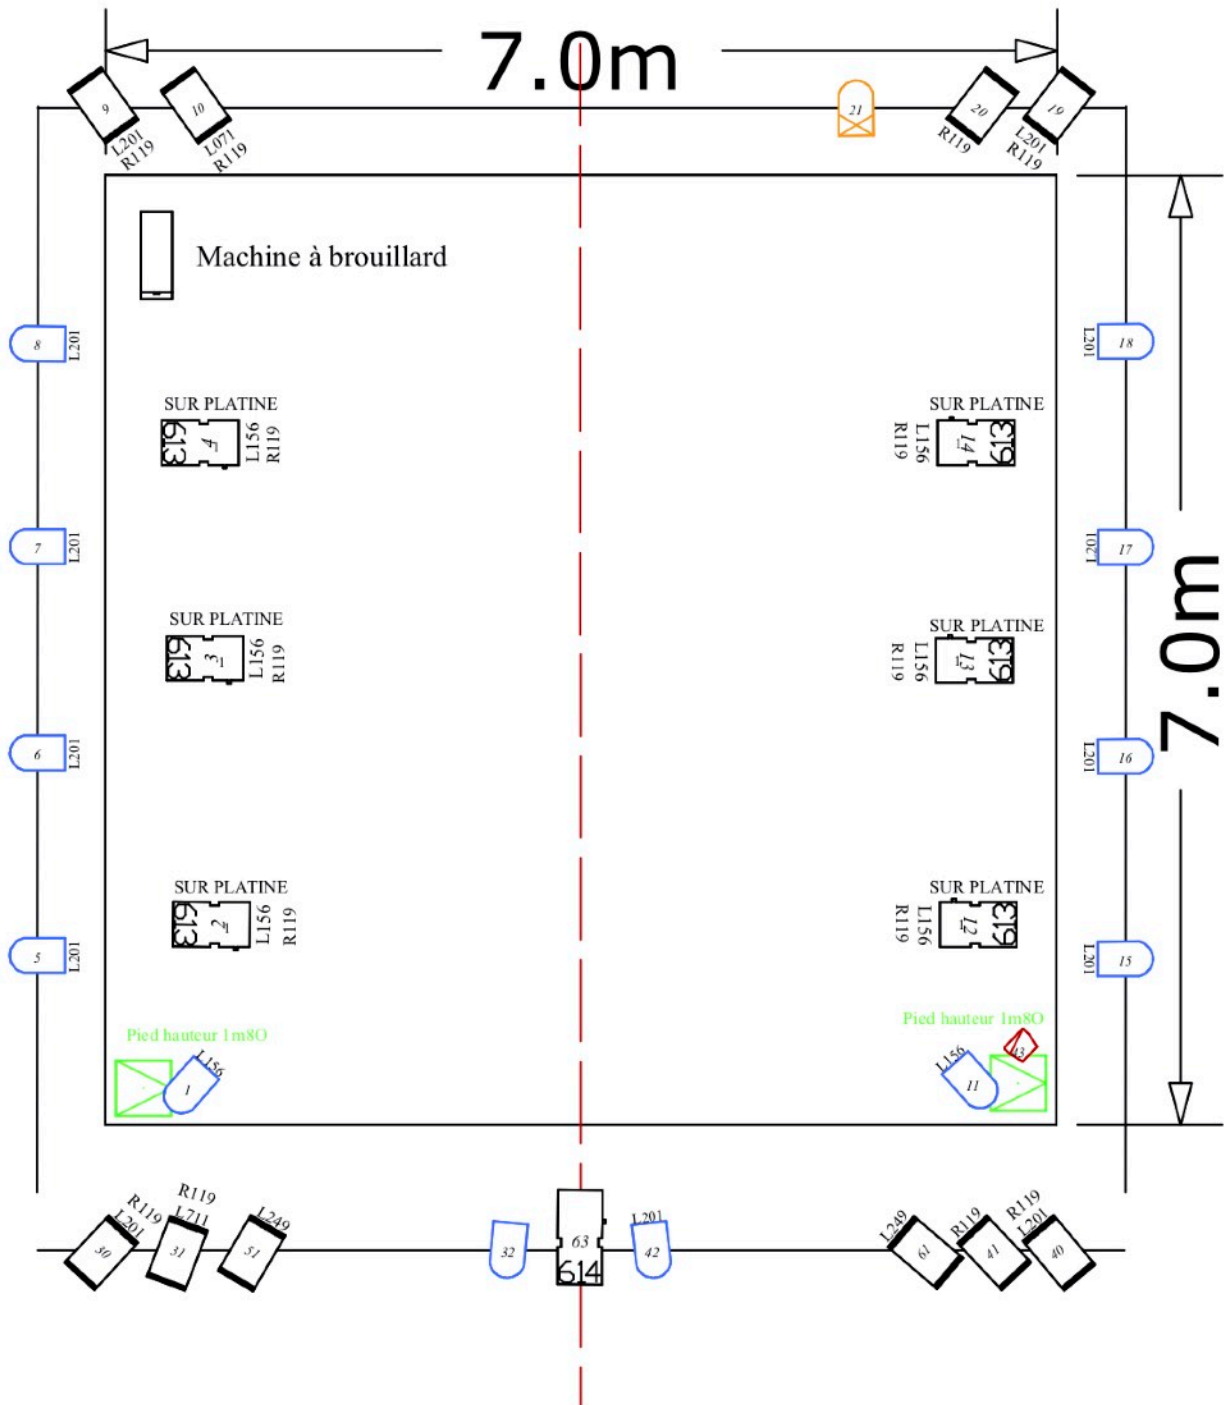 7.0m
9
L201
R119
10
L071
R119
21
20
R119
19
L201
R119
Machine à brouillard
8
L201
18
L201
SUR PLATINE
613
4
L156
R119
SUR PLATINE
613
14
L156
R119
7
L201
17
L201
7.0m
SUR PLATINE
613
3
L156
R119
SUR PLATINE
613
13
L156
R119
6
L201
16
L201
SUR PLATINE
613
2
L156
R119
SUR PLATINE
613
12
L156
R119
5
L201
15
L201
Pied hauteur 1m8O
1
L156
Pied hauteur 1m8O
43
11
L156
R119
L201
30
R119
L711
31
L249
51
32
63
614
L201
42
L249
61
R119
41
R119
L201
40